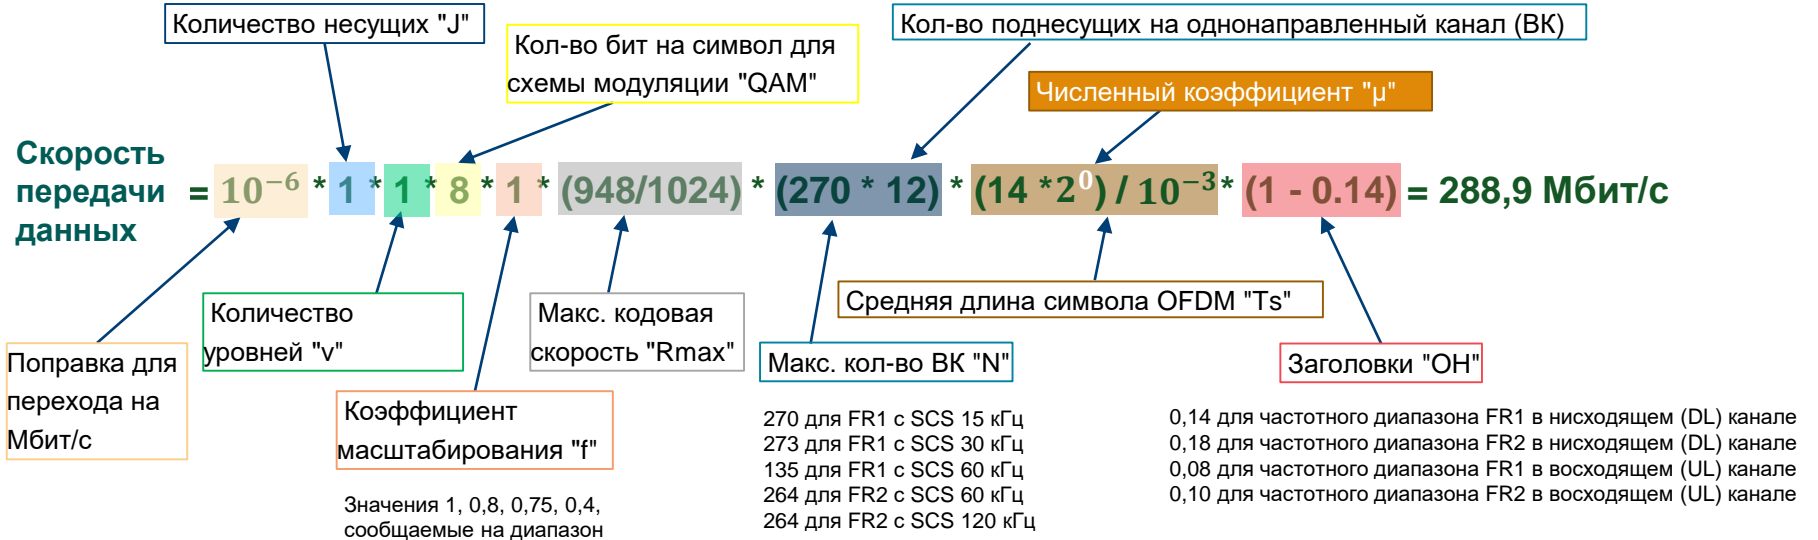 Количество несущих "J"
Кол-во бит на символ для
схемы модуляции "QAM"
Кол-во поднесущих на однонаправленный канал (ВК)
Численный коэффициент "µ"
Скорость
передачи
данных
= 10⁻⁶ * 1 * 1 * 8 * 1 * (948/1024) * (270 * 12) * (14 *2⁰) / 10⁻³ * (1 - 0.14) = 288,9 Мбит/с
Поправка для
перехода на
Мбит/с
Количество
уровней "v"
Коэффициент
масштабирования "f"
Значения 1, 0,8, 0,75, 0,4,
сообщаемые на диапазон
Макс. кодовая
скорость "Rmax"
Средняя длина символа OFDM "Ts"
Макс. кол-во ВК "N"
270 для FR1 с SCS 15 кГц
273 для FR1 с SCS 30 кГц
135 для FR1 с SCS 60 кГц
264 для FR2 с SCS 60 кГц
264 для FR2 с SCS 120 кГц
Заголовки "OH"
0,14 для частотного диапазона FR1 в нисходящем (DL) канале
0,18 для частотного диапазона FR2 в нисходящем (DL) канале
0,08 для частотного диапазона FR1 в восходящем (UL) канале
0,10 для частотного диапазона FR2 в восходящем (UL) канале